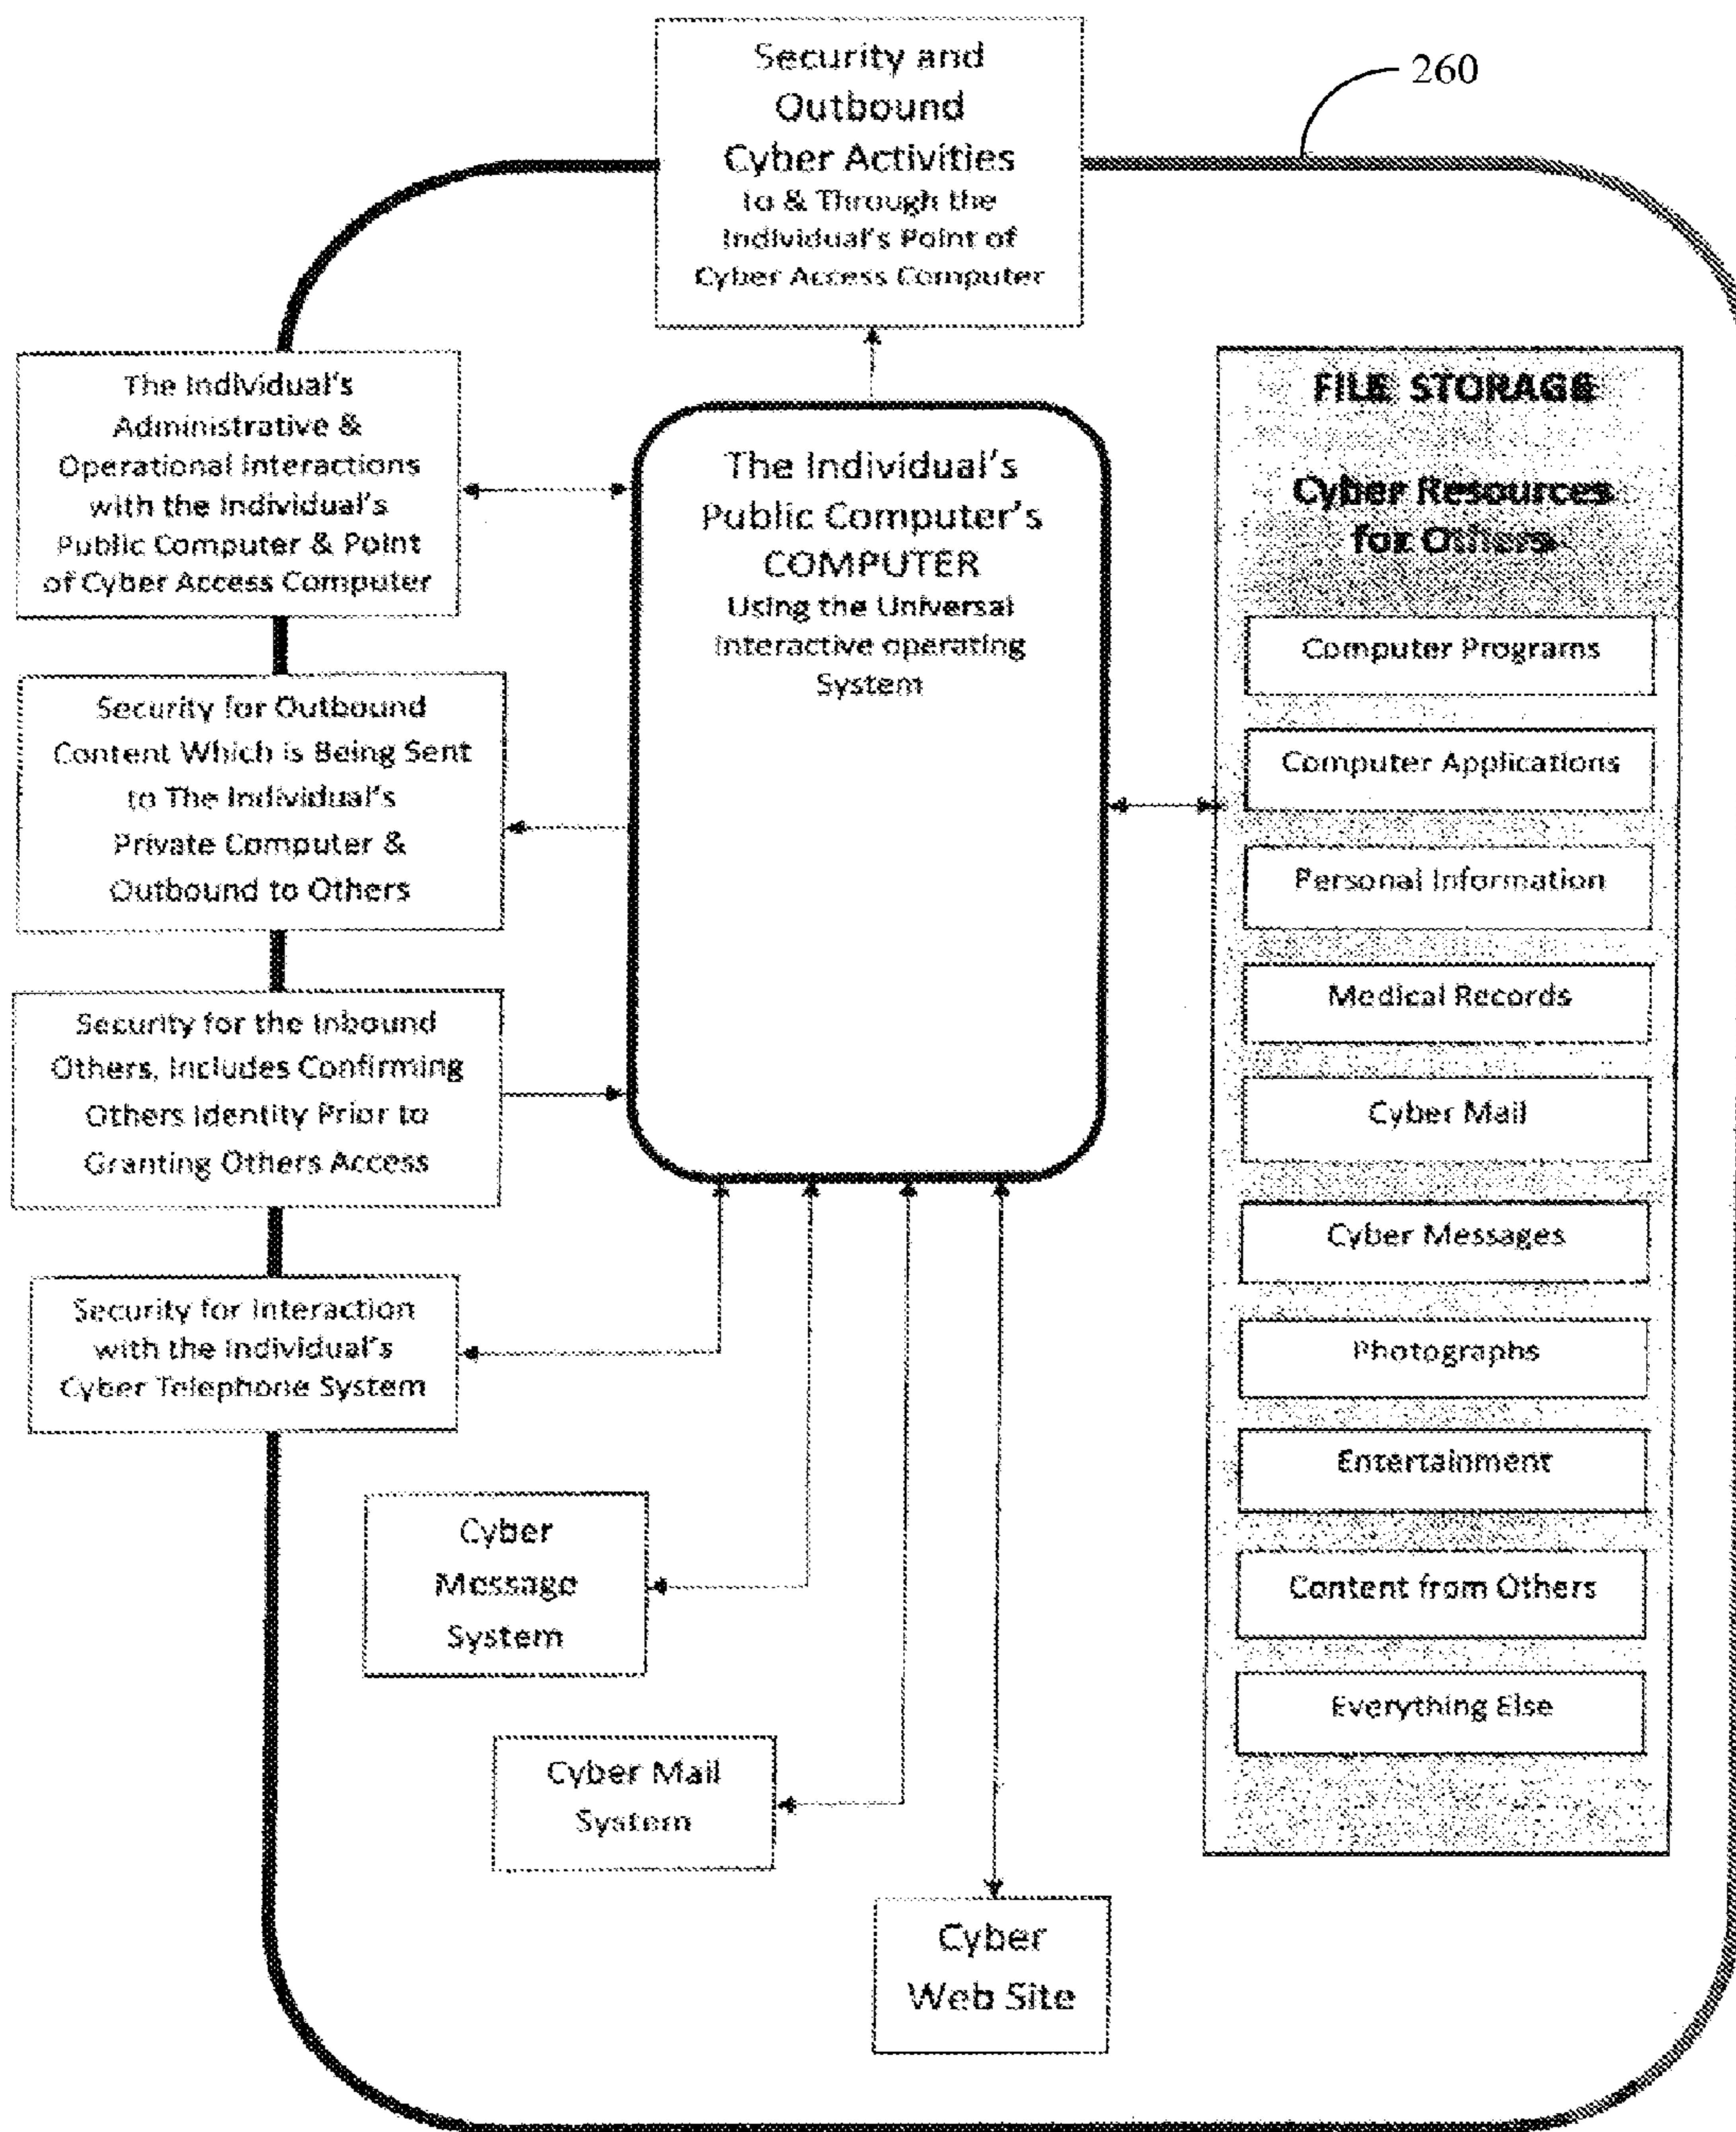 Security and
Outbound
Cyber Activities
to & Through the
Individual's Point of
Cyber Access Computer
260
The Individual's
Administrative &
Operational Interactions
with the Individual's
Public Computer & Point
of Cyber Access Computer
Security for Outbound
Content Which is Being Sent
to The Individual's
Private Computer &
Outbound to Others
Security for the Inbound
Others, Includes Confirming
Others Identity Prior to
Granting Others Access
Security for Interaction
with the Individual's
Cyber Telephone System
The Individual's
Public Computer's
COMPUTER
Using the Universal
Interactive operating
System
Cyber
Message
System
Cyber Mail
System
Cyber
Web Site
FILE STORAGE
Cyber Resources
for Others
Computer Programs
Computer Applications
Personal Information
Medical Records
Cyber Mail
Cyber Messages
Photographs
Entertainment
Content from Others
Everything Else